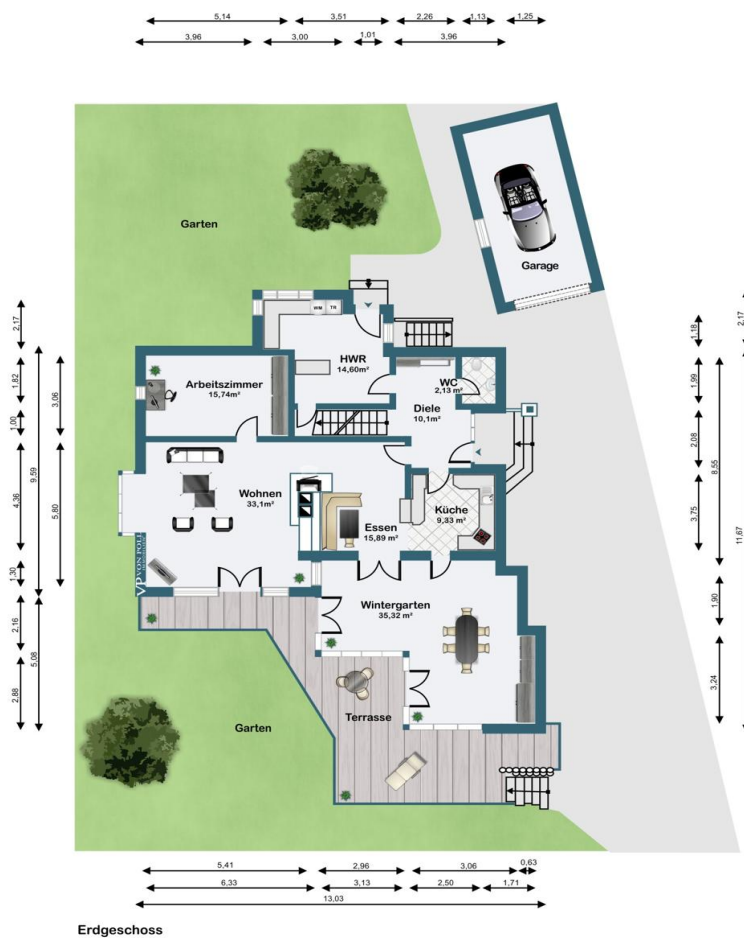 5,14 3,51 2,26 1,13 1,25
3,96 3,00 1,01 3,96
Garten
Garage
WM TR
HWR
14,60m²
WC
2,13 m²
Arbeitszimmer
15,74m²
Diele
10,1m²
Wohnen
33,1m²
Essen
15,89 m²
Küche
9,33 m²
VP VON POLL
IMMOBILIEN
Wintergarten
35,32 m²
Terrasse
Garten
2,17
1,82
1,00
4,36
1,30
2,16
2,88
9,59
5,08
3,06
5,80
1,18
1,99
2,08
3,75
1,90
3,24
8,55
2,17
11,67
5,41 2,96 3,06 0,63
6,33 3,13 2,50 1,71
13,03
Erdgeschoss